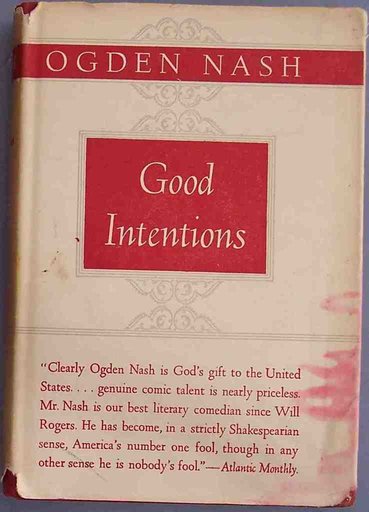 OGDEN NASH
Good
Intentions
"Clearly Ogden Nash is God's gift to the United
States. . . . genuine comic talent is nearly priceless.
Mr. Nash is our best literary comedian since Will
Rogers. He has become, in a strictly Shakespearian
sense, America's number one fool, though in any
other sense he is nobody's fool."—Atlantic Monthly.